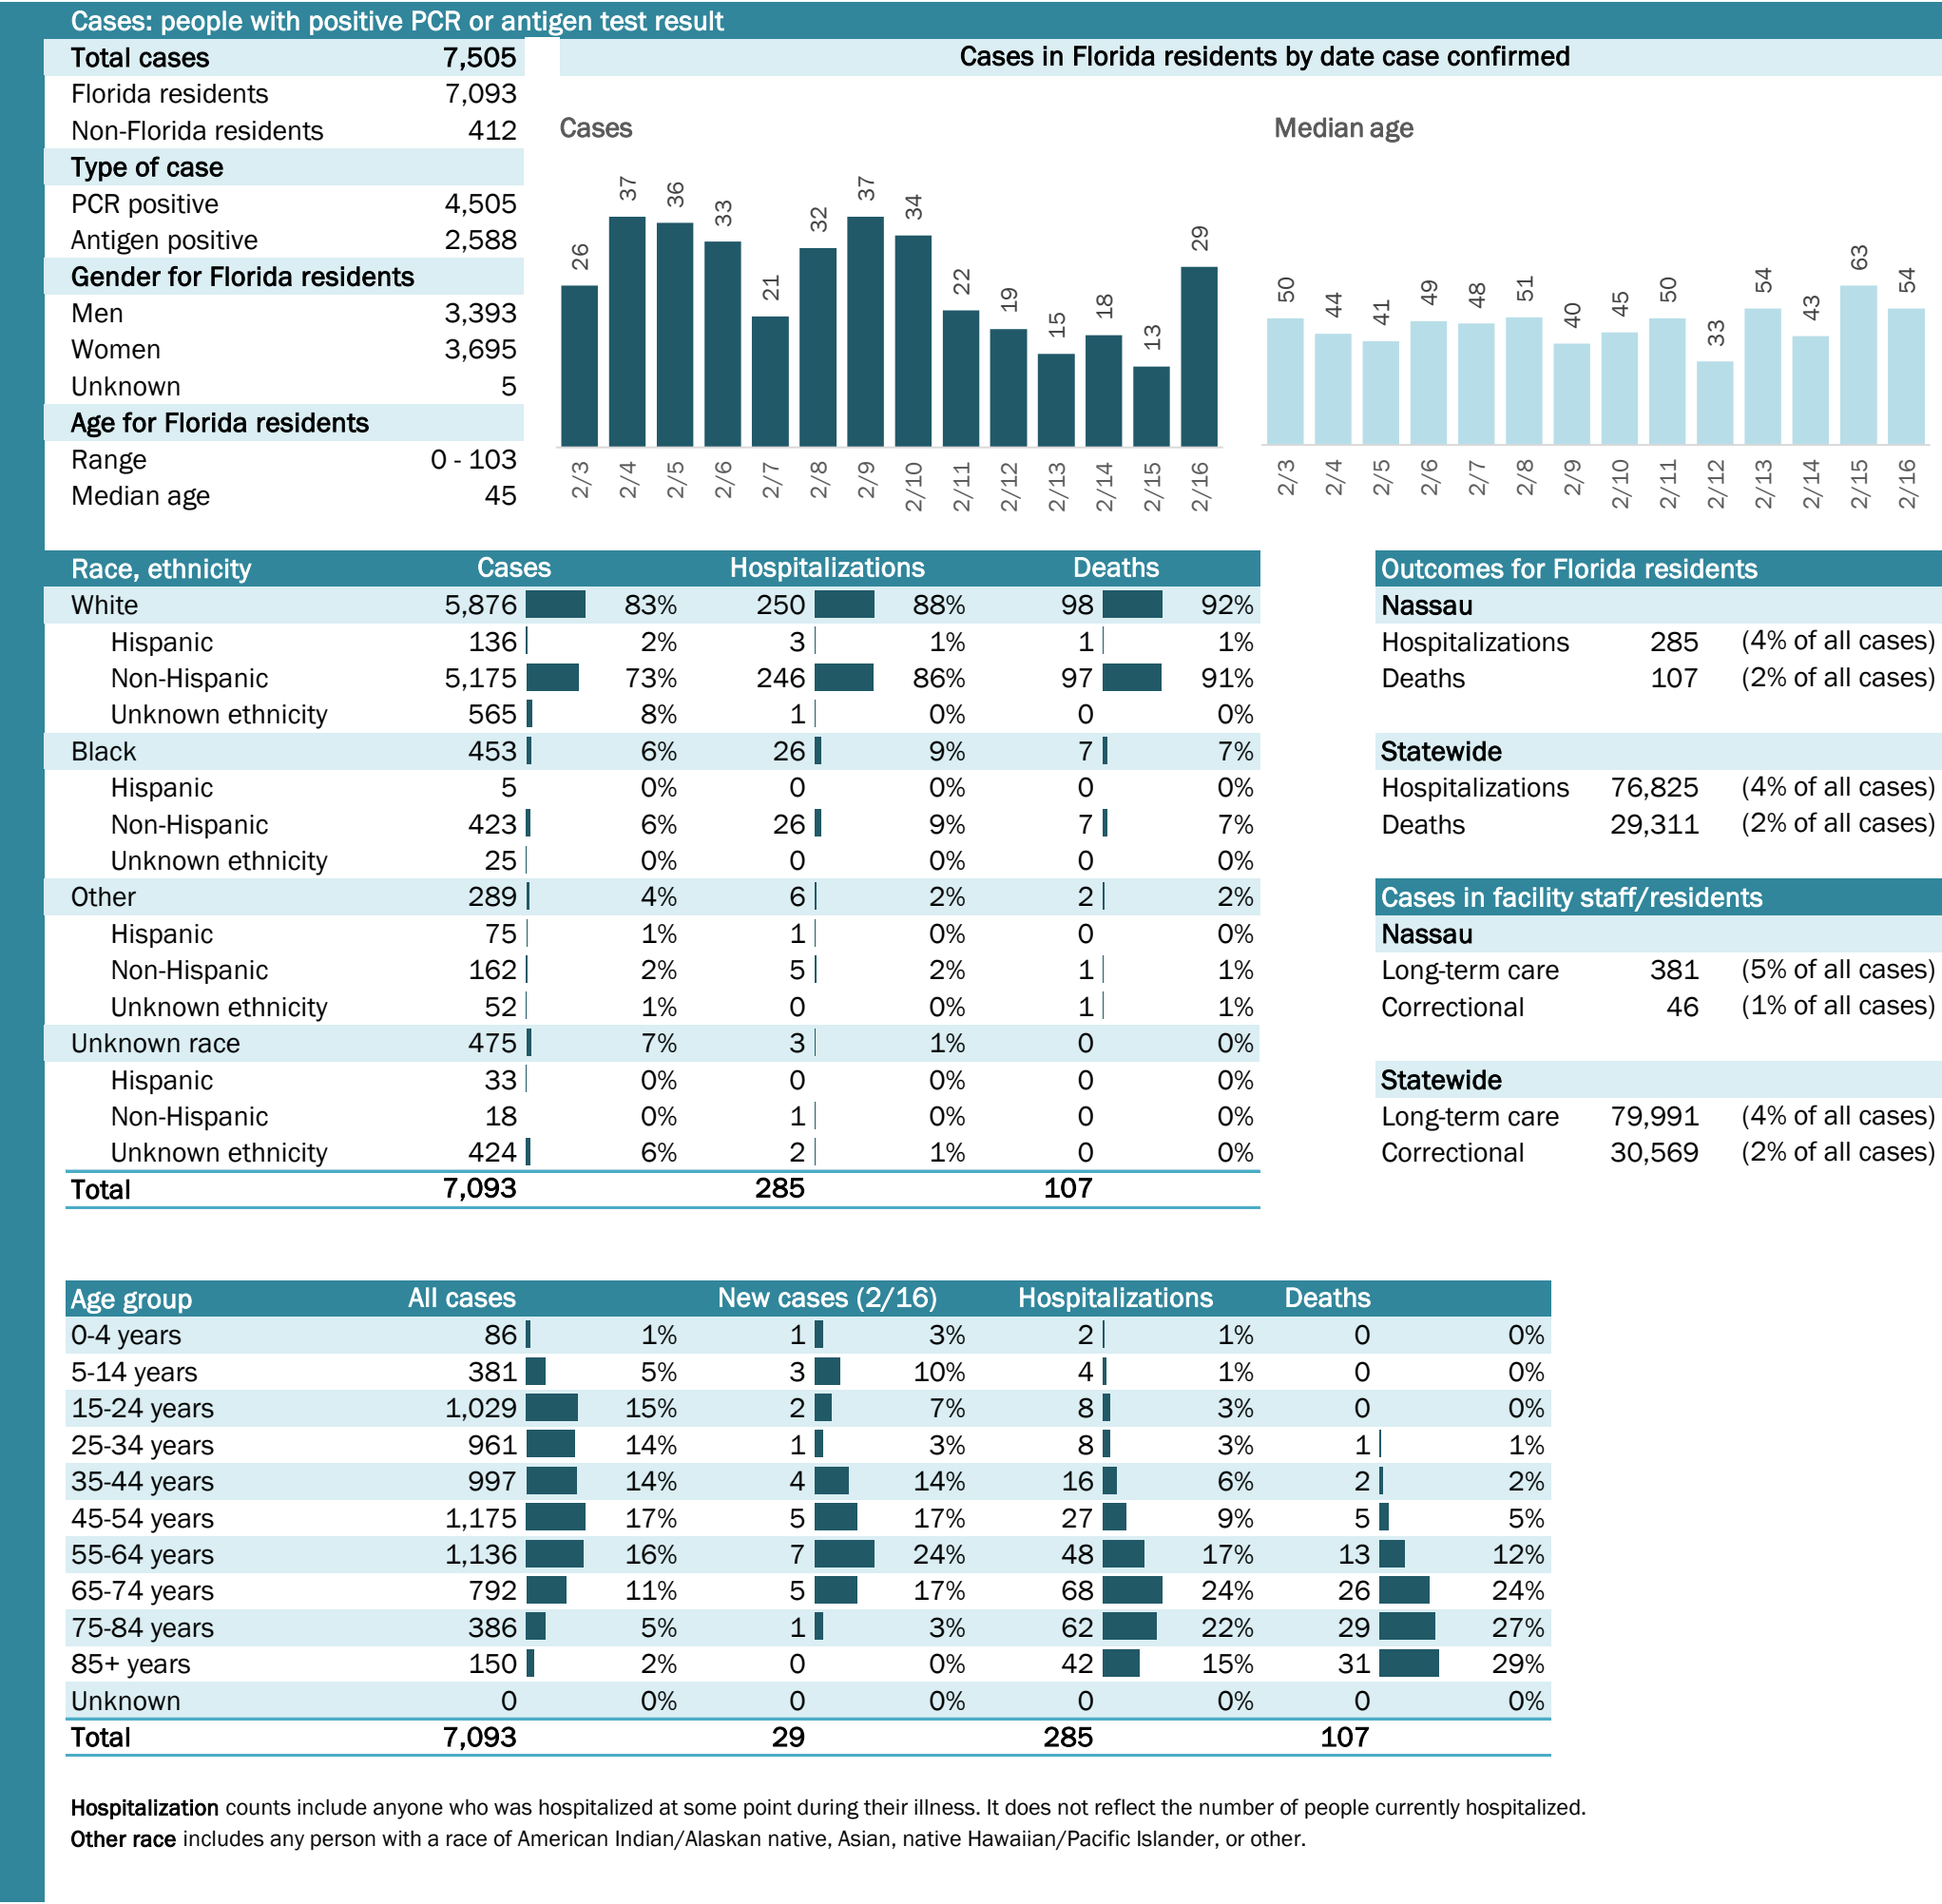 Cases: people with positive PCR or antigen test result
Total cases 7,505
Florida residents 7,093
Non-Florida residents 412
Type of case
PCR positive 4,505
Antigen positive 2,588
Gender for Florida residents
Men 3,393
Women 3,695
Unknown 5
Age for Florida residents
Range 0 - 103
Median age 45
Cases in Florida residents by date case confirmed
Cases
26 37 36 33 21 32 37 34 22 19 15 18 13 29
2/3 2/4 2/5 2/6 2/7 2/8 2/9 2/10 2/11 2/12 2/13 2/14 2/15 2/16
Median age
50 44 41 49 48 51 40 45 50 33 54 43 63 54
2/3 2/4 2/5 2/6 2/7 2/8 2/9 2/10 2/11 2/12 2/13 2/14 2/15 2/16
Race, ethnicity Cases Hospitalizations Deaths
White 5,876 83% 250 88% 98 92%
Hispanic 136 2% 3 1% 1 1%
Non-Hispanic 5,175 73% 246 86% 97 91%
Unknown ethnicity 565 8% 1 0% 0 0%
Black 453 6% 26 9% 7 7%
Hispanic 5 0% 0 0% 0 0%
Non-Hispanic 423 6% 26 9% 7 7%
Unknown ethnicity 25 0% 0 0% 0 0%
Other 289 4% 6 2% 2 2%
Hispanic 75 1% 1 0% 0 0%
Non-Hispanic 162 2% 5 2% 1 1%
Unknown ethnicity 52 1% 0 0% 1 1%
Unknown race 475 7% 3 1% 0 0%
Hispanic 33 0% 0 0% 0 0%
Non-Hispanic 18 0% 1 0% 0 0%
Unknown ethnicity 424 6% 2 1% 0 0%
Total 7,093 285 107
Outcomes for Florida residents
Nassau
Hospitalizations 285 (4% of all cases)
Deaths 107 (2% of all cases)
Statewide
Hospitalizations 76,825 (4% of all cases)
Deaths 29,311 (2% of all cases)
Cases in facility staff/residents
Nassau
Long-term care 381 (5% of all cases)
Correctional 46 (1% of all cases)
Statewide
Long-term care 79,991 (4% of all cases)
Correctional 30,569 (2% of all cases)
Age group All cases New cases (2/16) Hospitalizations Deaths
0-4 years 86 1% 1 3% 2 1% 0 0%
5-14 years 381 5% 3 10% 4 1% 0 0%
15-24 years 1,029 15% 2 7% 8 3% 0 0%
25-34 years 961 14% 1 3% 8 3% 1 1%
35-44 years 997 14% 4 14% 16 6% 2 2%
45-54 years 1,175 17% 5 17% 27 9% 5 5%
55-64 years 1,136 16% 7 24% 48 17% 13 12%
65-74 years 792 11% 5 17% 68 24% 26 24%
75-84 years 386 5% 1 3% 62 22% 29 27%
85+ years 150 2% 0 0% 42 15% 31 29%
Unknown 0 0% 0 0% 0 0% 0 0%
Total 7,093 29 285 107
Hospitalization counts include anyone who was hospitalized at some point during their illness. It does not reflect the number of people currently hospitalized.
Other race includes any person with a race of American Indian/Alaskan native, Asian, native Hawaiian/Pacific Islander, or other.